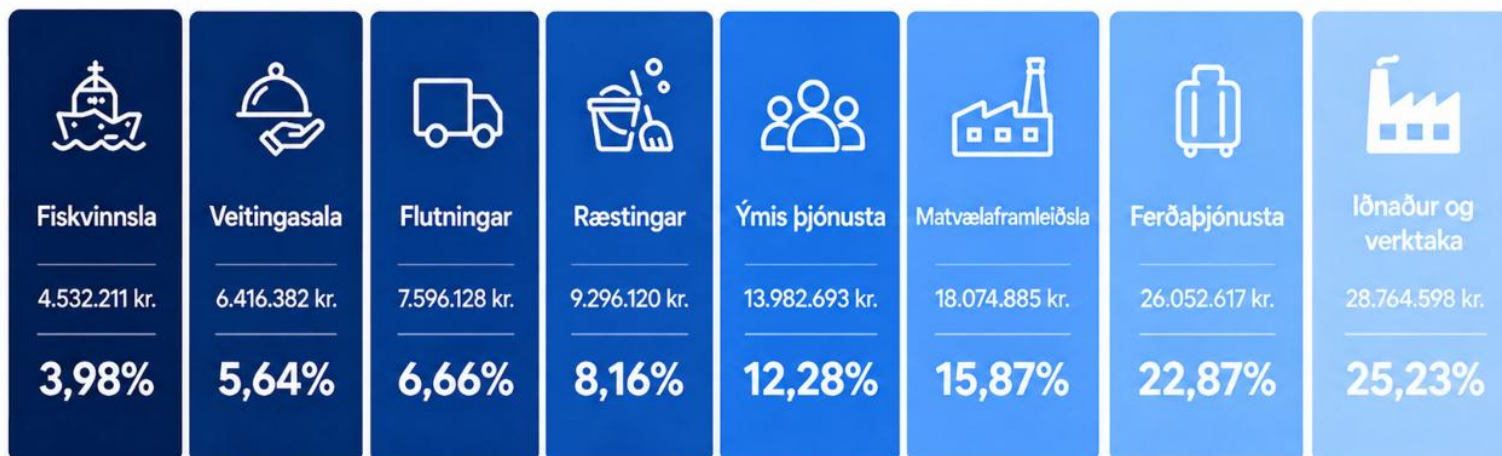 Fiskvinnsla
4.532.211 kr.
3,98%
Veitingasala
6.416.382 kr.
5,64%
Flutningar
7.596.128 kr.
6,66%
Ræstingar
9.296.120 kr.
8,16%
Ýmis þjónusta
13.982.693 kr.
12,28%
Matvælaframleiðsla
18.074.885 kr.
15,87%
Ferðaþjónusta
26.052.617 kr.
22,87%
Iðnaður og
verktaka
28.764.598 kr.
25,23%